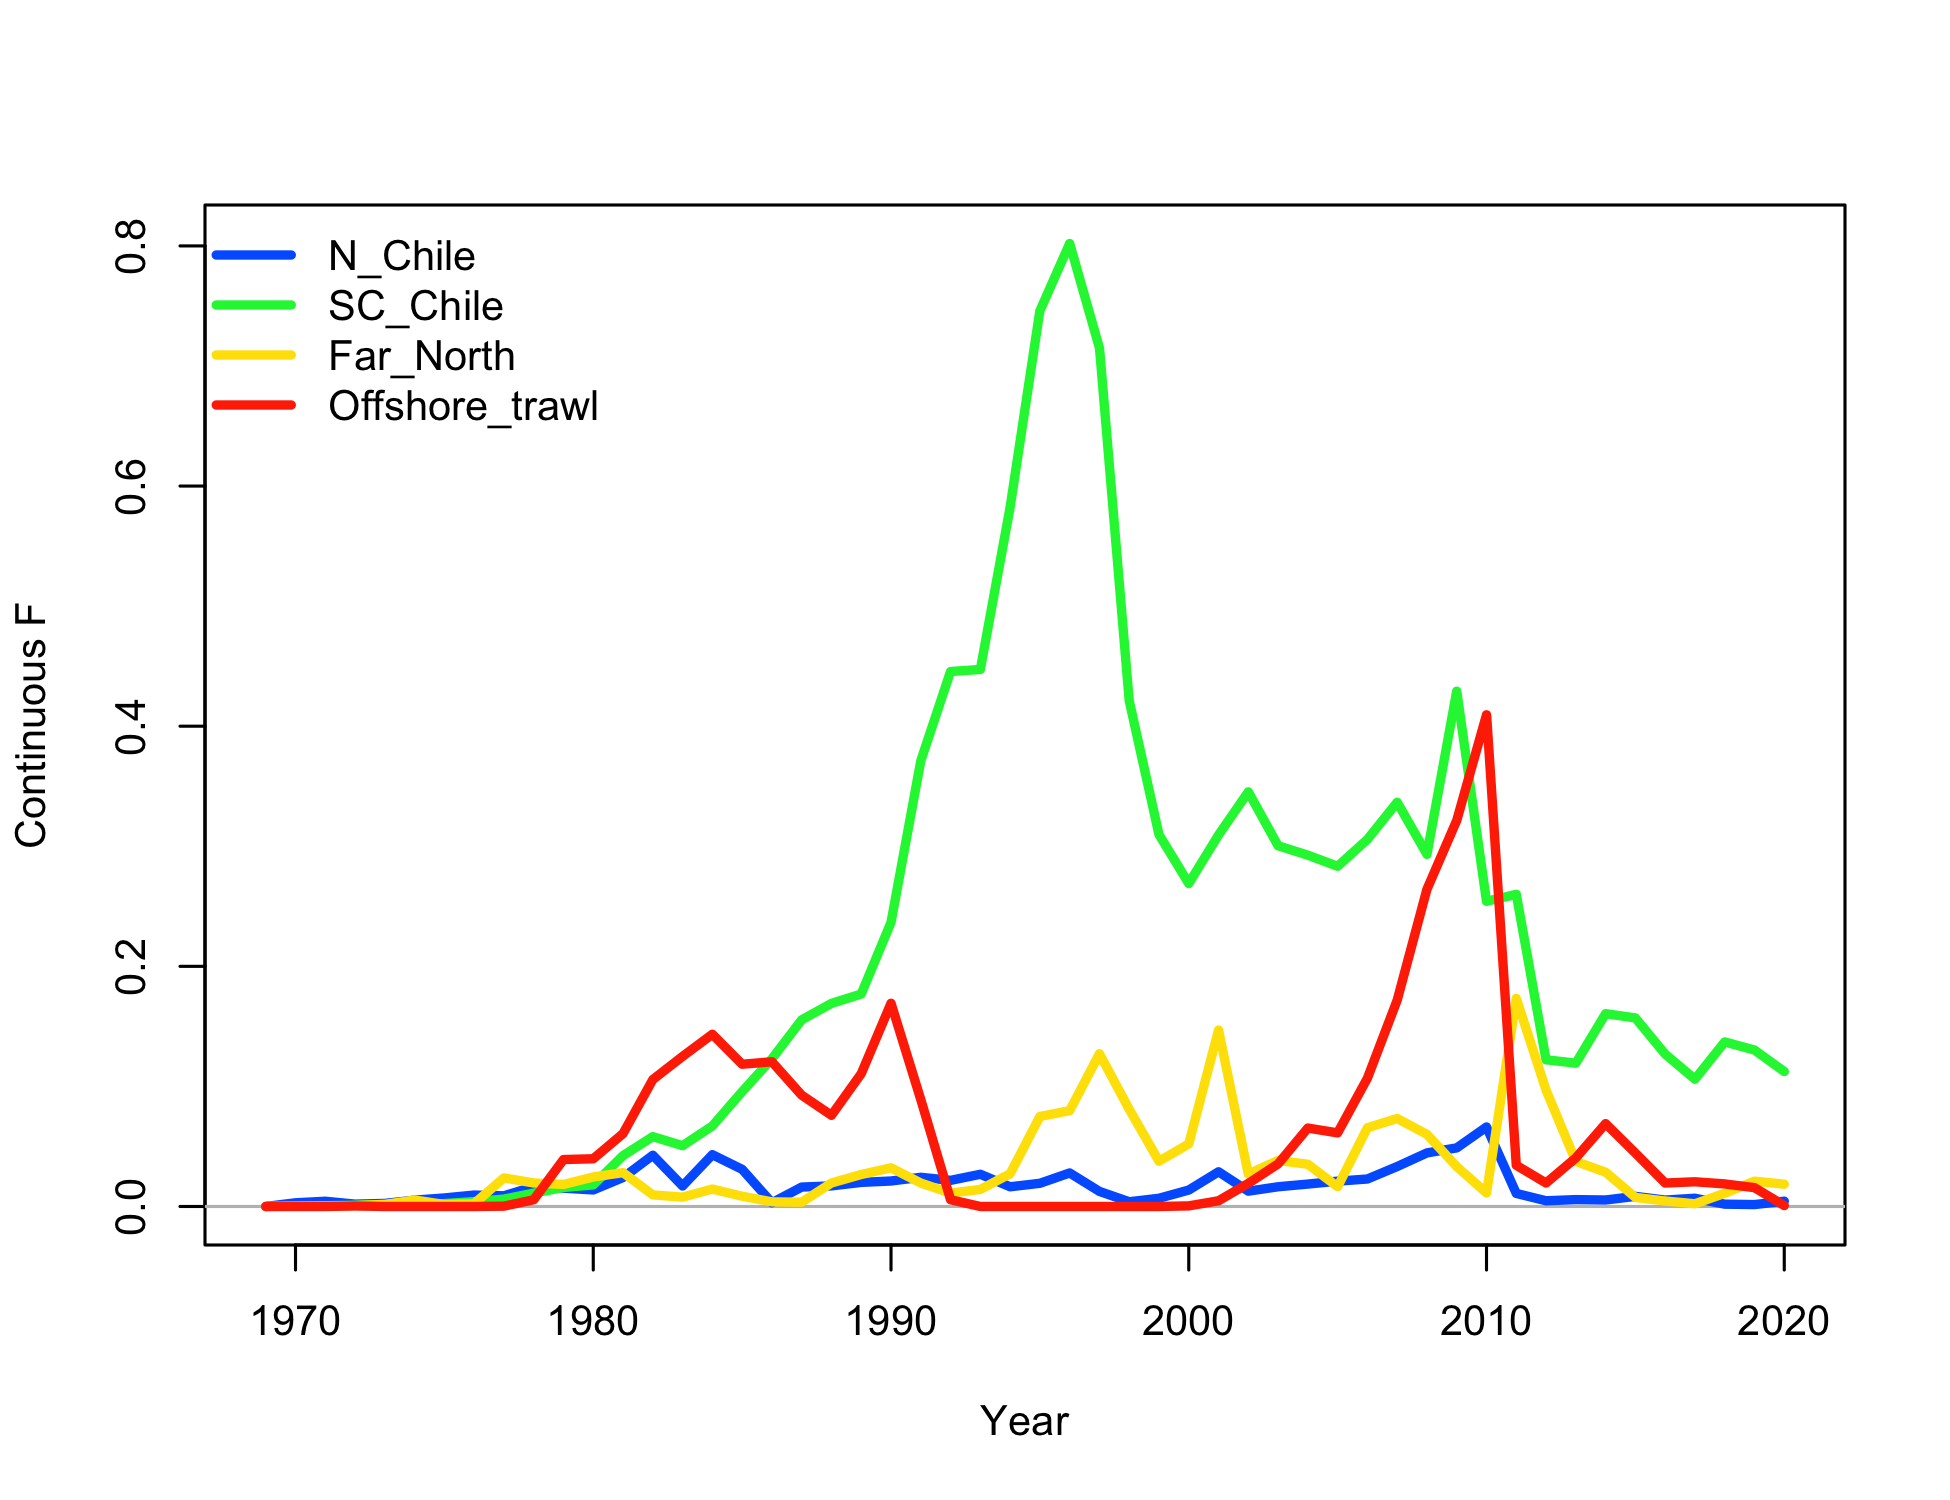 N_Chile
SC_Chile
Far_North
Offshore_trawl
0.8
0.6
0.4
0.2
0.0
Continuous F
1970 1980 1990 2000 2010 2020
Year